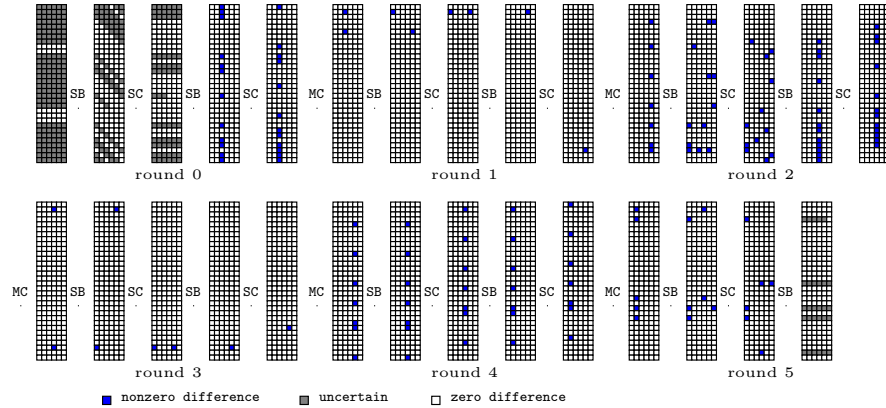 SB SC SB SC MC SB SC SB SC MC SB SC SB SC
round 0 round 1 round 2
MC SB SC SB SC MC SB SC SB SC MC SB SC SB
round 3 round 4 round 5
nonzero difference uncertain zero difference